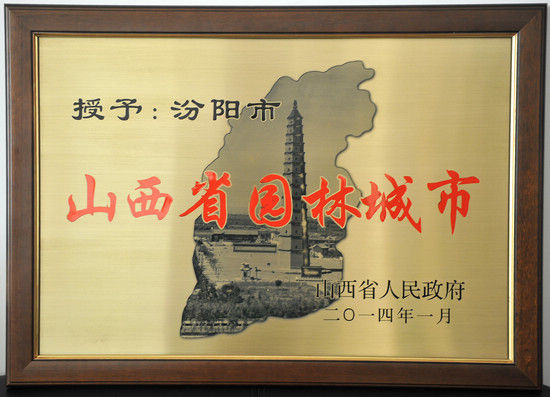 授予：汾阳市
山西省园林城市
山西省人民政府
二〇一四年一月